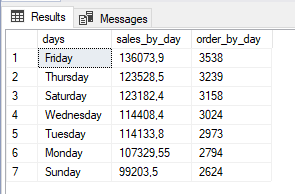 Results Messages
days sales_by_day order_by_day
1 Friday 136073,9 3538
2 Thursday 123528,5 3239
3 Saturday 123182,4 3158
4 Wednesday 114408,4 3024
5 Tuesday 114133,8 2973
6 Monday 107329,55 2794
7 Sunday 99203,5 2624